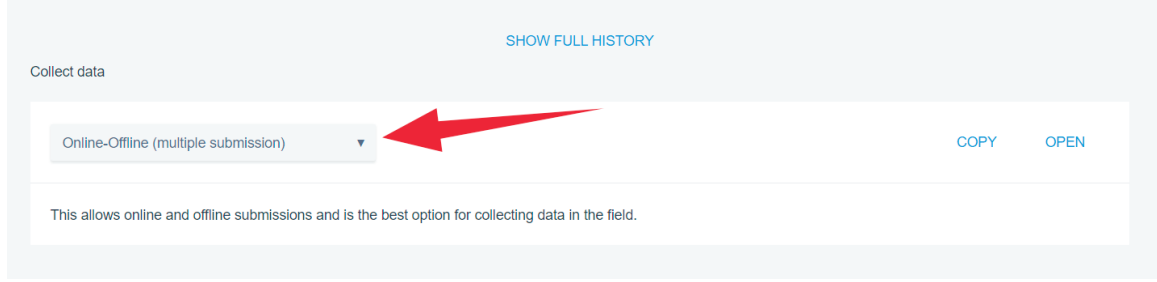 SHOW FULL HISTORY
Collect data
Online-Offline (multiple submission)
COPY
OPEN
This allows online and offline submissions and is the best option for collecting data in the field.